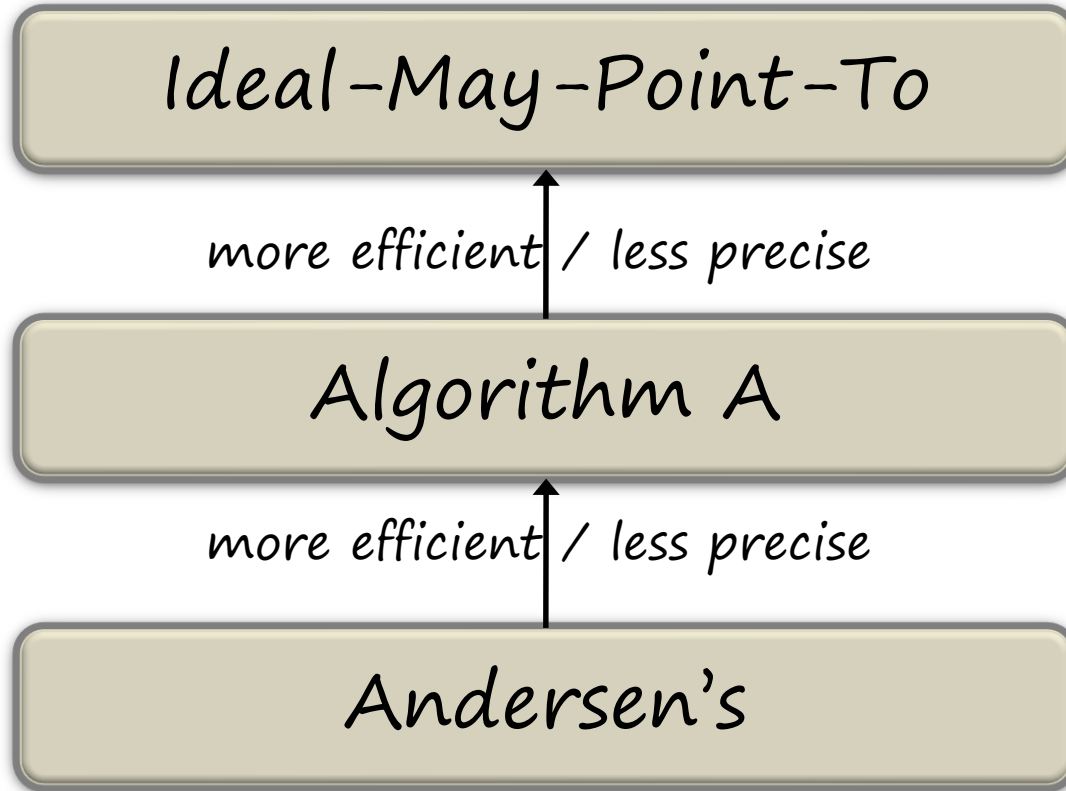 Ideal-May-Point-To
more efficient / less precise
Algorithm A
more efficient / less precise
Andersen’s